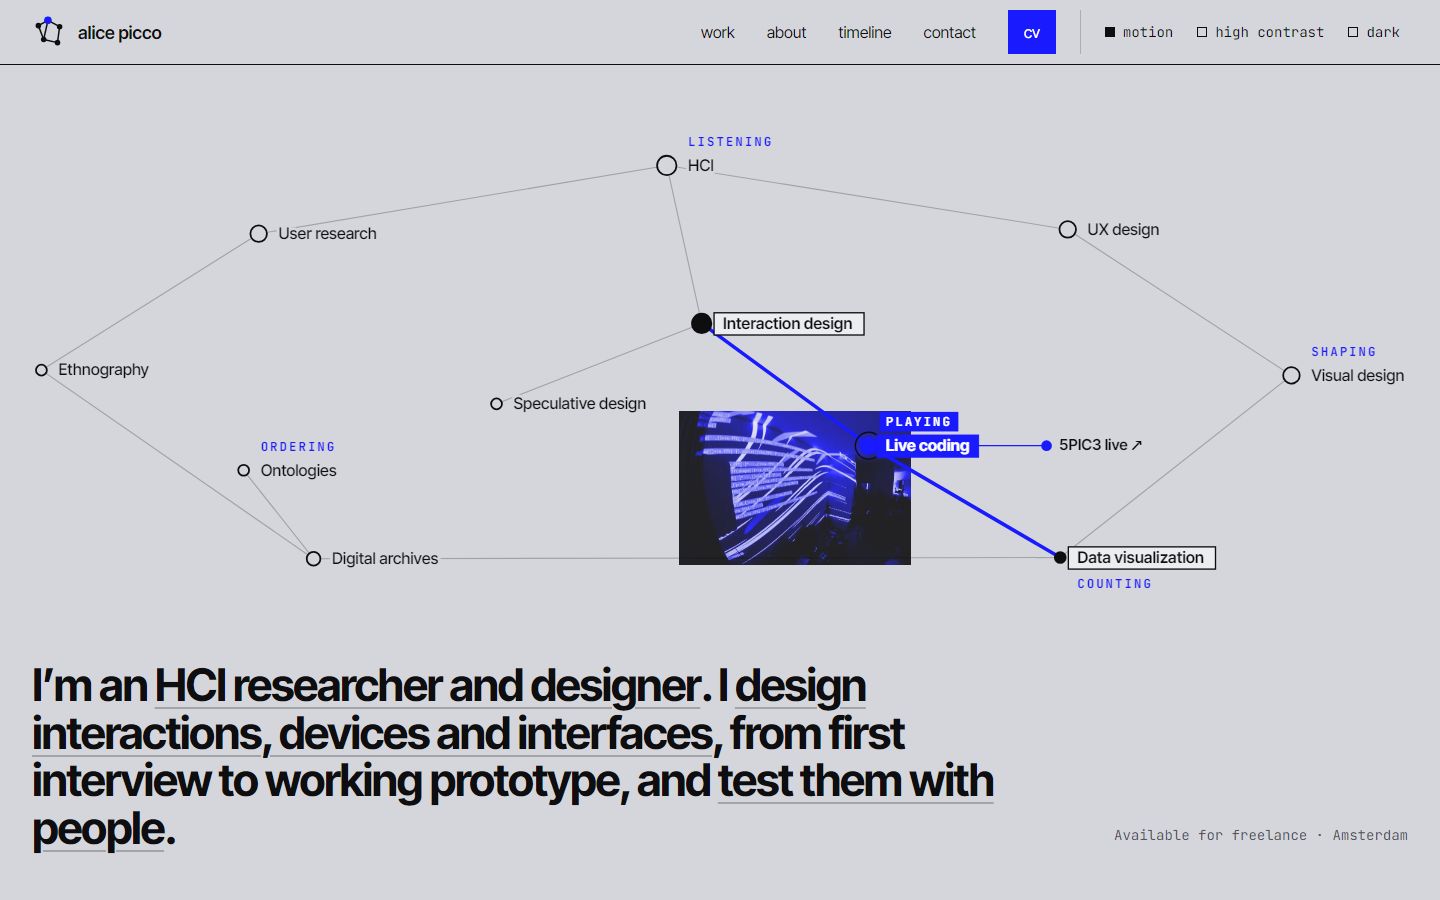 alice picco
work
about
timeline
contact
CV
motion
high contrast
dark
LISTENING
HCI
User research
UX design
Interaction design
SHAPING
Visual design
Ethnography
Speculative design
PLAYING
Live coding
5PIC3 live ↗
ORDERING
Ontologies
Digital archives
Data visualization
COUNTING
I’m an HCI researcher and designer. I design
interactions, devices and interfaces, from first
interview to working prototype, and test them with
people.
Available for freelance · Amsterdam